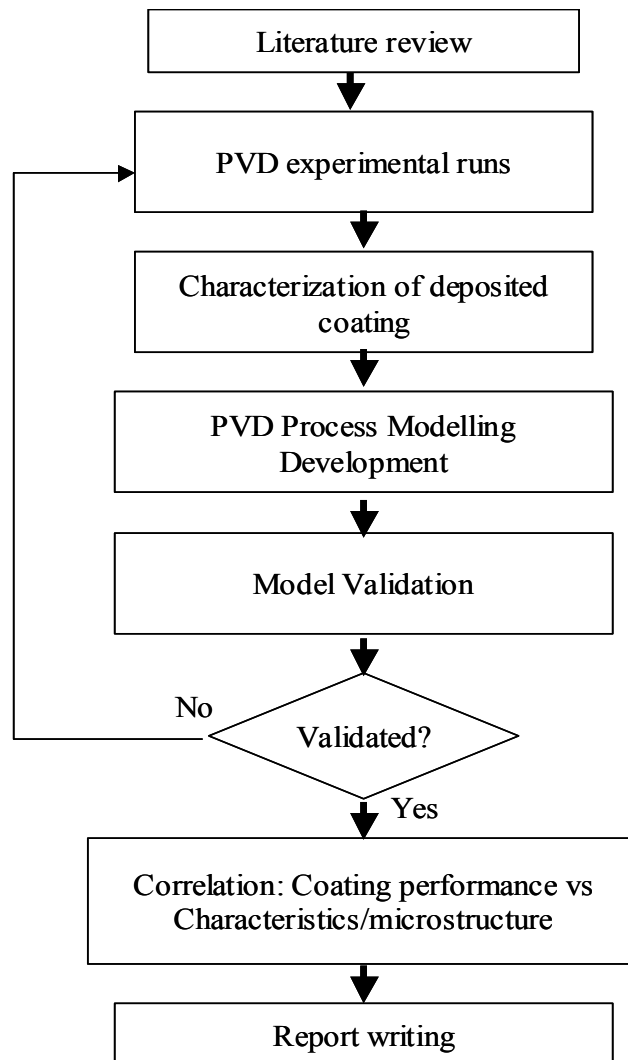 Literature review
PVD experimental runs
Characterization of deposited
coating
PVD Process Modelling
Development
Model Validation
No
Validated?
Yes
Correlation: Coating performance vs
Characteristics/microstructure
Report writing